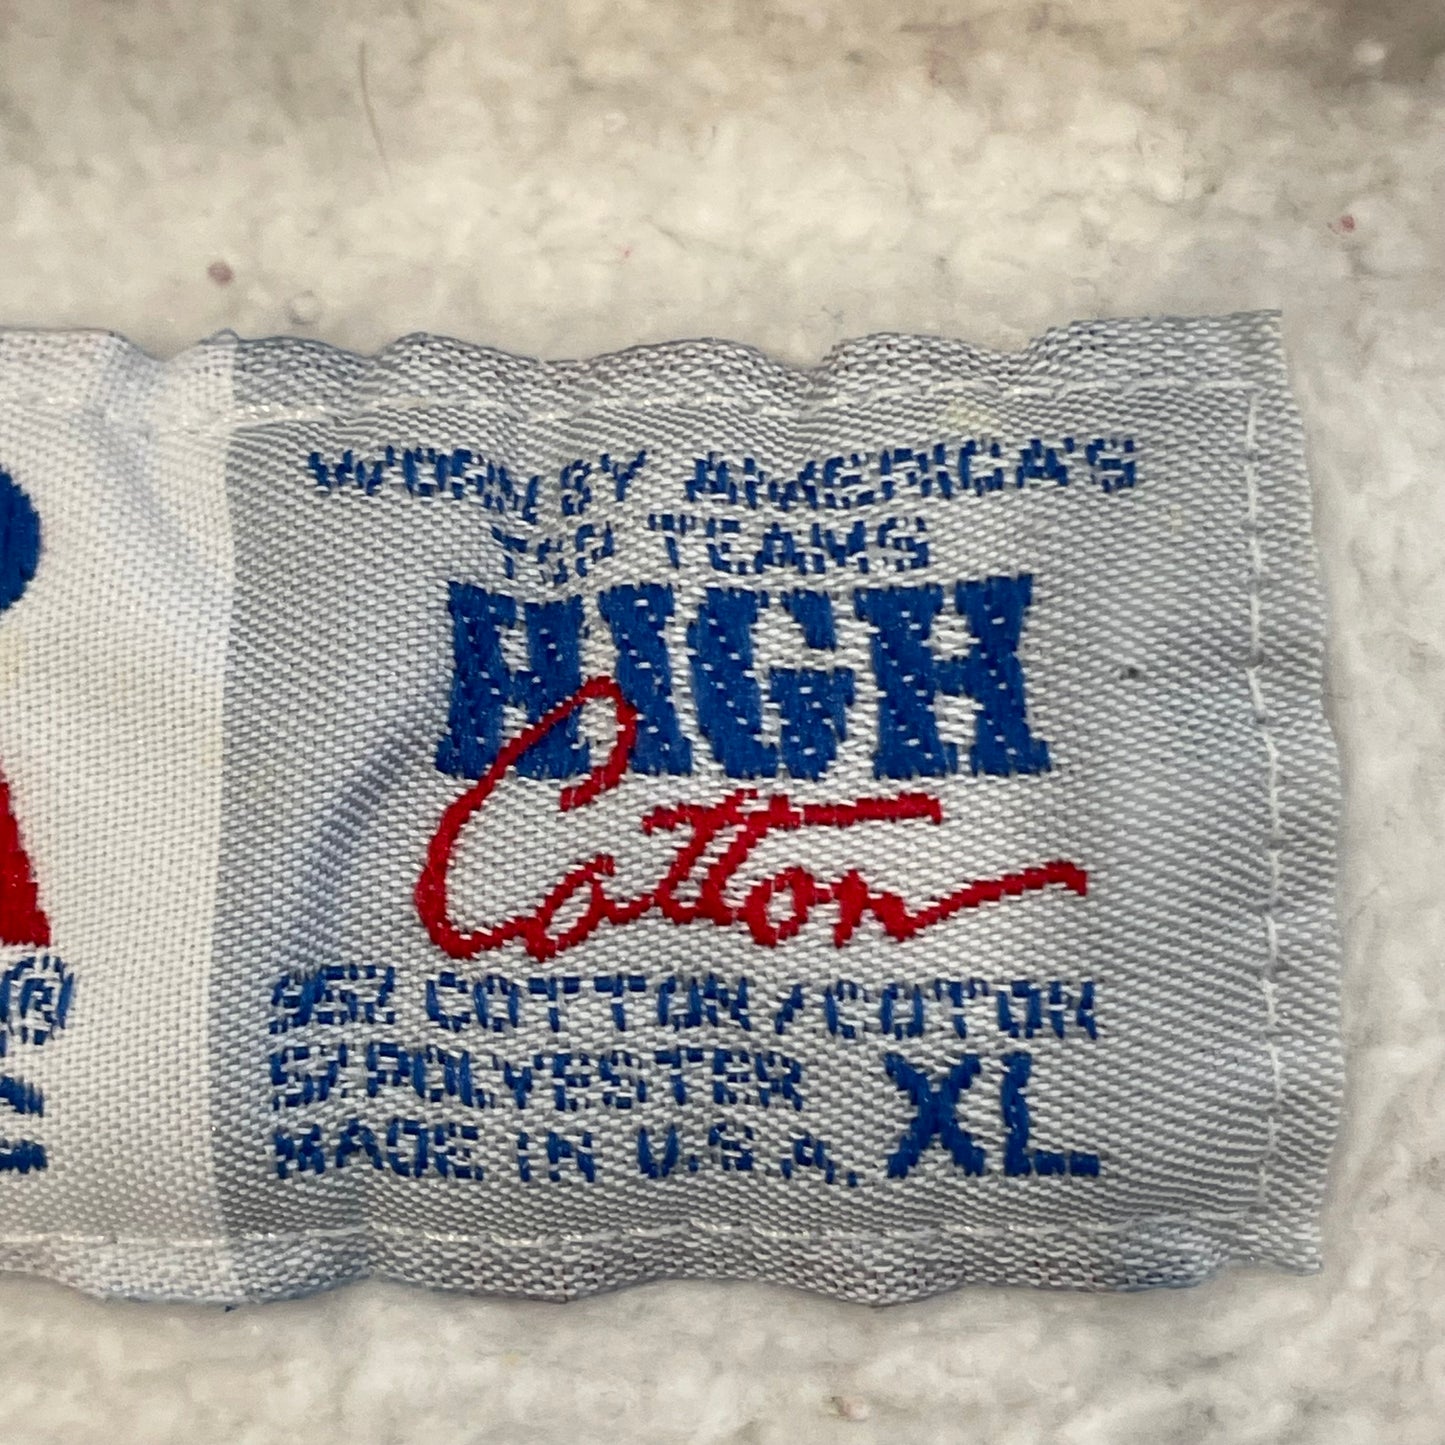 WORN BY AMERICA'S
TOP TEAMS
HIGH
Cotton
95% COTTON/COTON
5% POLYESTER
MADE IN U.S.A. XL
®